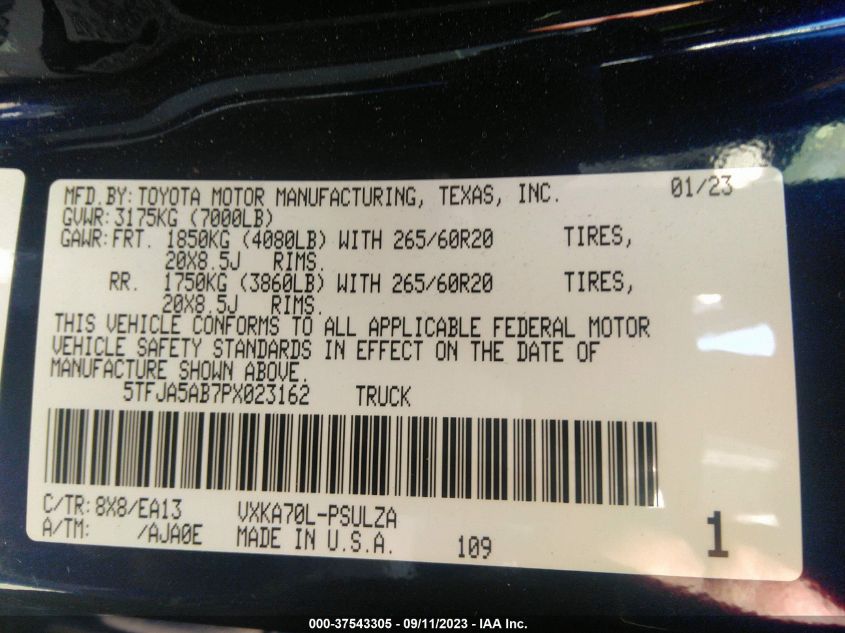 MFD.BY: TOYOTA MOTOR MANUFACTURING, TEXAS, INC. 01/23
GVWR: 3175KG (7000LB)
GAWR: FRT. 1850KG (4080LB) WITH 265/60R20 TIRES,
20X8.5J RIMS.
RR. 1750KG (3860LB) WITH 265/60R20 TIRES,
20X8.5J RIMS.
THIS VEHICLE CONFORMS TO ALL APPLICABLE FEDERAL MOTOR
VEHICLE SAFETY STANDARDS IN EFFECT ON THE DATE OF
MANUFACTURE SHOWN ABOVE.
5TFJA5AB7PX023162 TRUCK
C/TR: 8X8/EA13 VXKA70L-PSULZA
A/TM: /AJA0E MADE IN U.S.A. 109 1
000-37543305 - 09/11/2023 - IAA Inc.